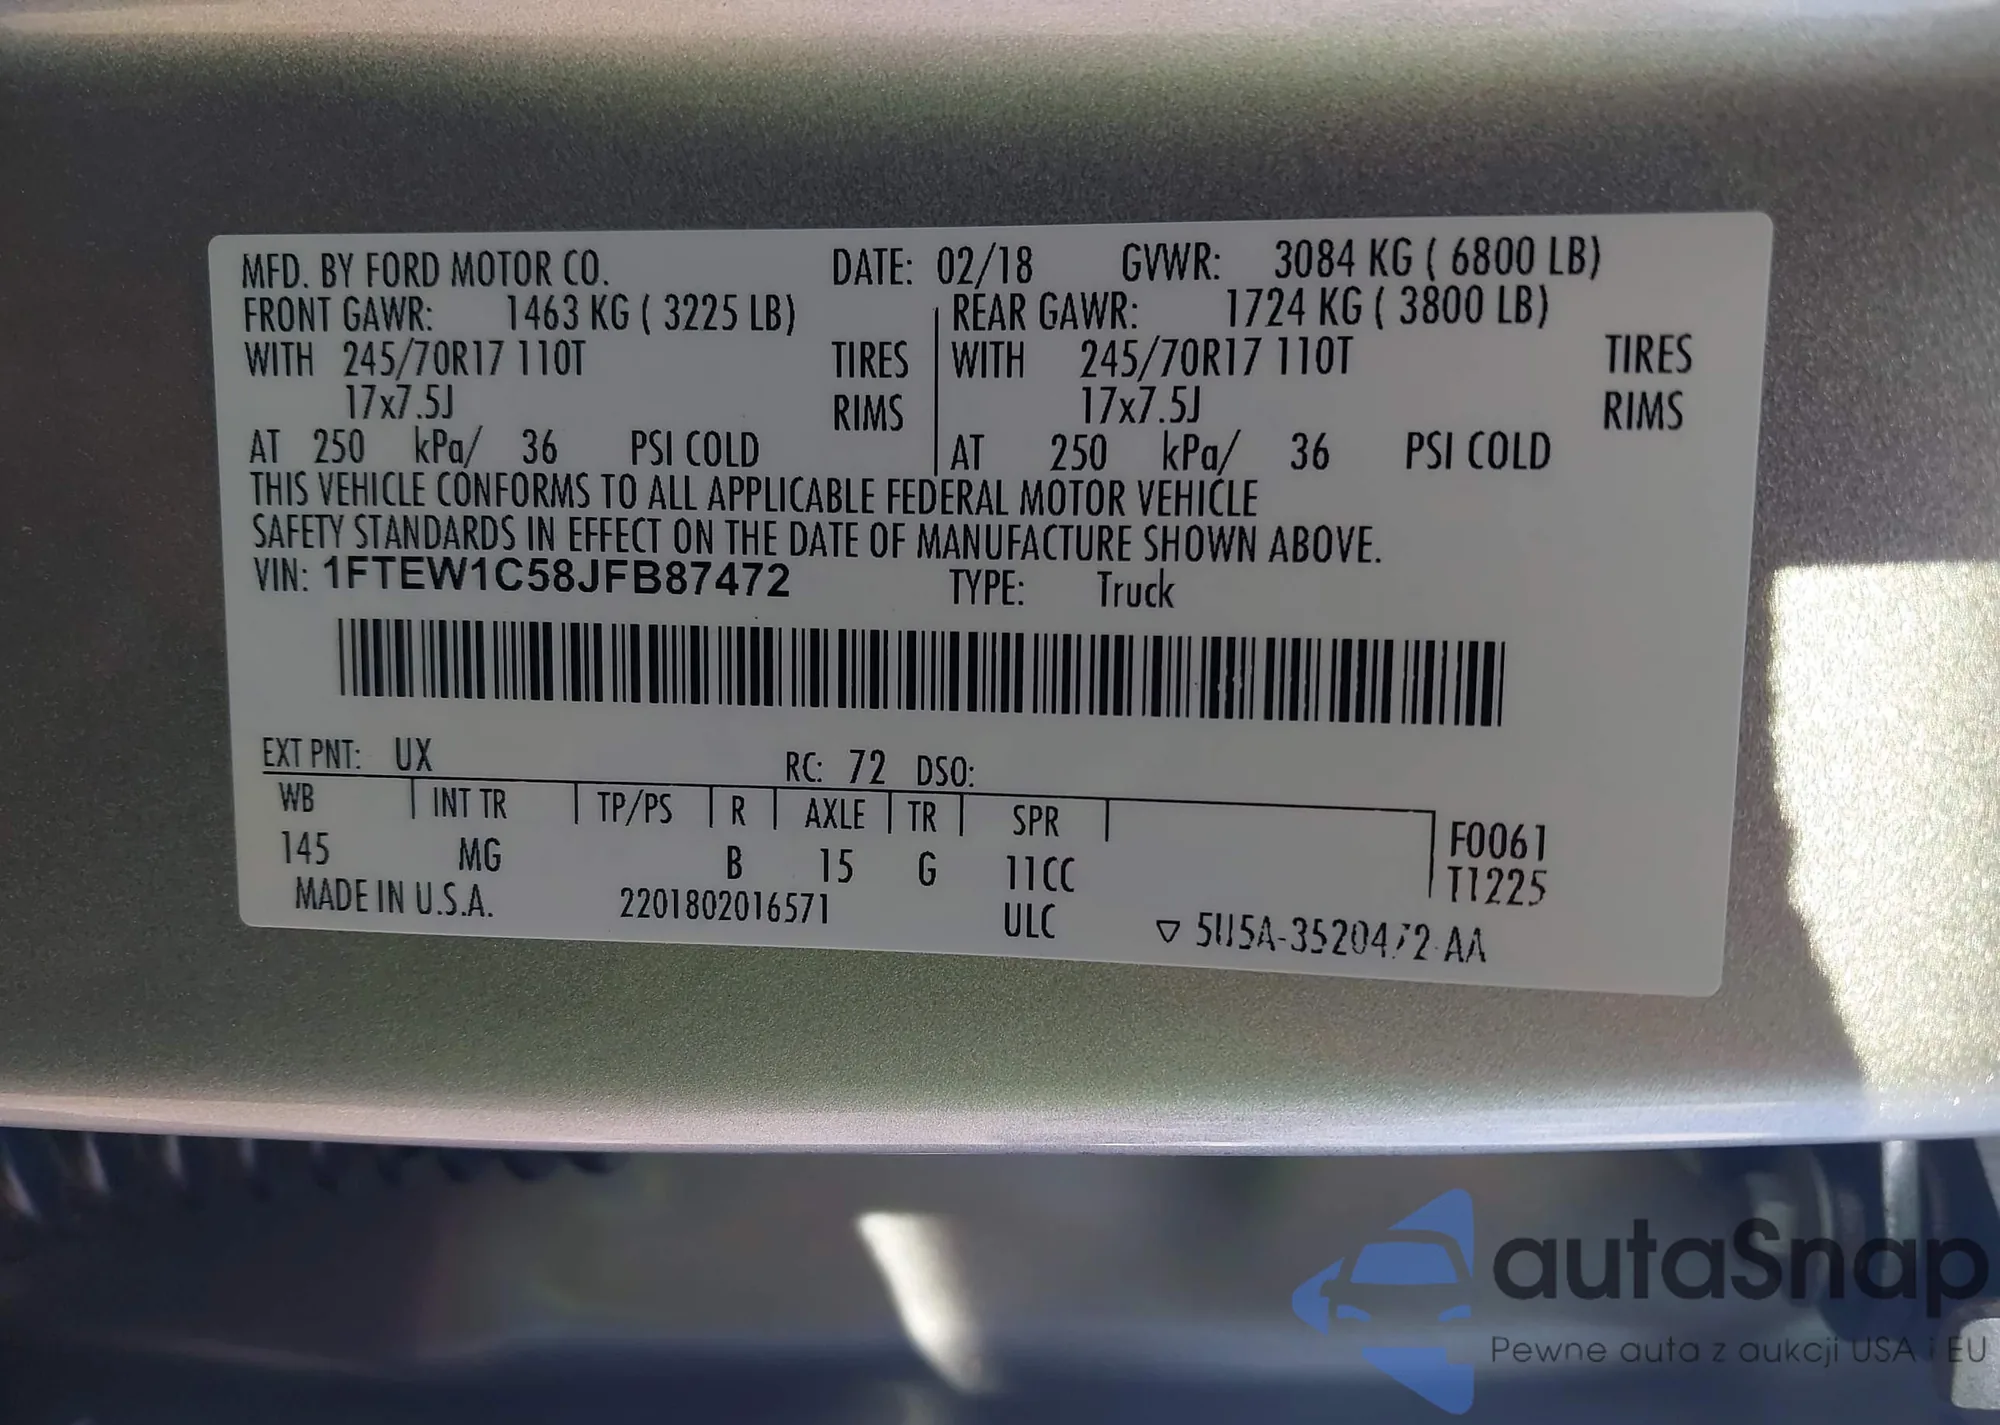 MFD. BY FORD MOTOR CO. DATE: 02/18 GVWR: 3084 KG ( 6800 LB)
FRONT GAWR: 1463 KG ( 3225 LB) REAR GAWR: 1724 KG ( 3800 LB)
WITH 245/70R17 110T TIRES WITH 245/70R17 110T TIRES
17x7.5J RIMS 17x7.5J RIMS
AT 250 kPa/ 36 PSI COLD AT 250 kPa/ 36 PSI COLD
THIS VEHICLE CONFORMS TO ALL APPLICABLE FEDERAL MOTOR VEHICLE
SAFETY STANDARDS IN EFFECT ON THE DATE OF MANUFACTURE SHOWN ABOVE.
VIN: 1FTEW1C58JFB87472 TYPE: Truck
EXT PNT: UX RC: 72 DSO:
WB INT TR TP/PS R AXLE TR SPR
145 MG B 15 G 11CC
F0061
T1225
MADE IN U.S.A. 2201802016571 ULC
▽ 5U5A-3520472-AA
autaSnap
Pewne auta z aukcji USA i EU